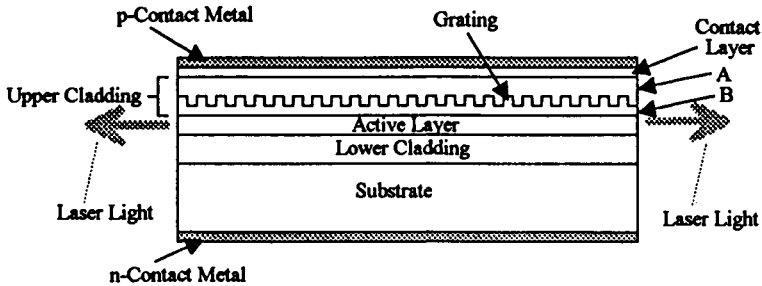 p-Contact Metal
Grating
Contact
Layer
A
Upper Cladding
B
Active Layer
Lower Cladding
Substrate
Laser Light
Laser Light
n-Contact Metal